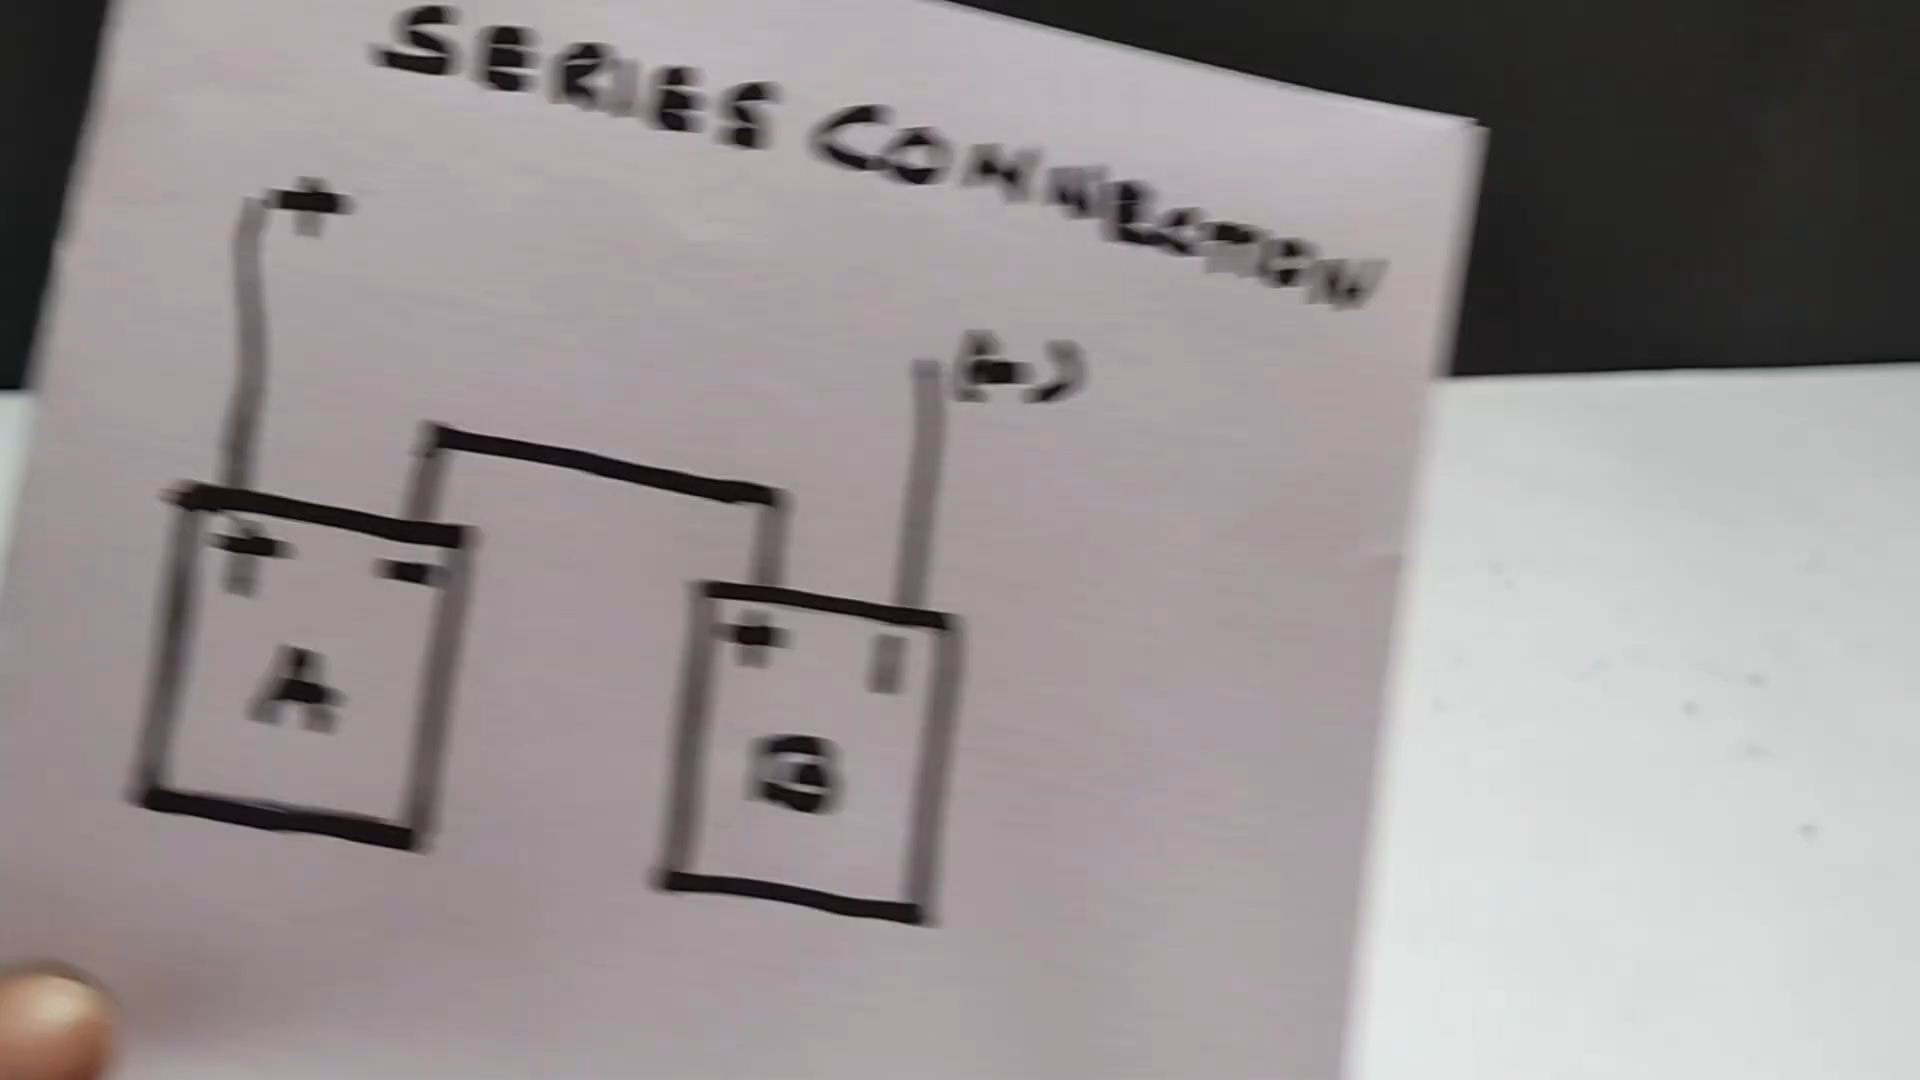 SERIES CONNECTION
+
(-)
+ -
+ -
A
B